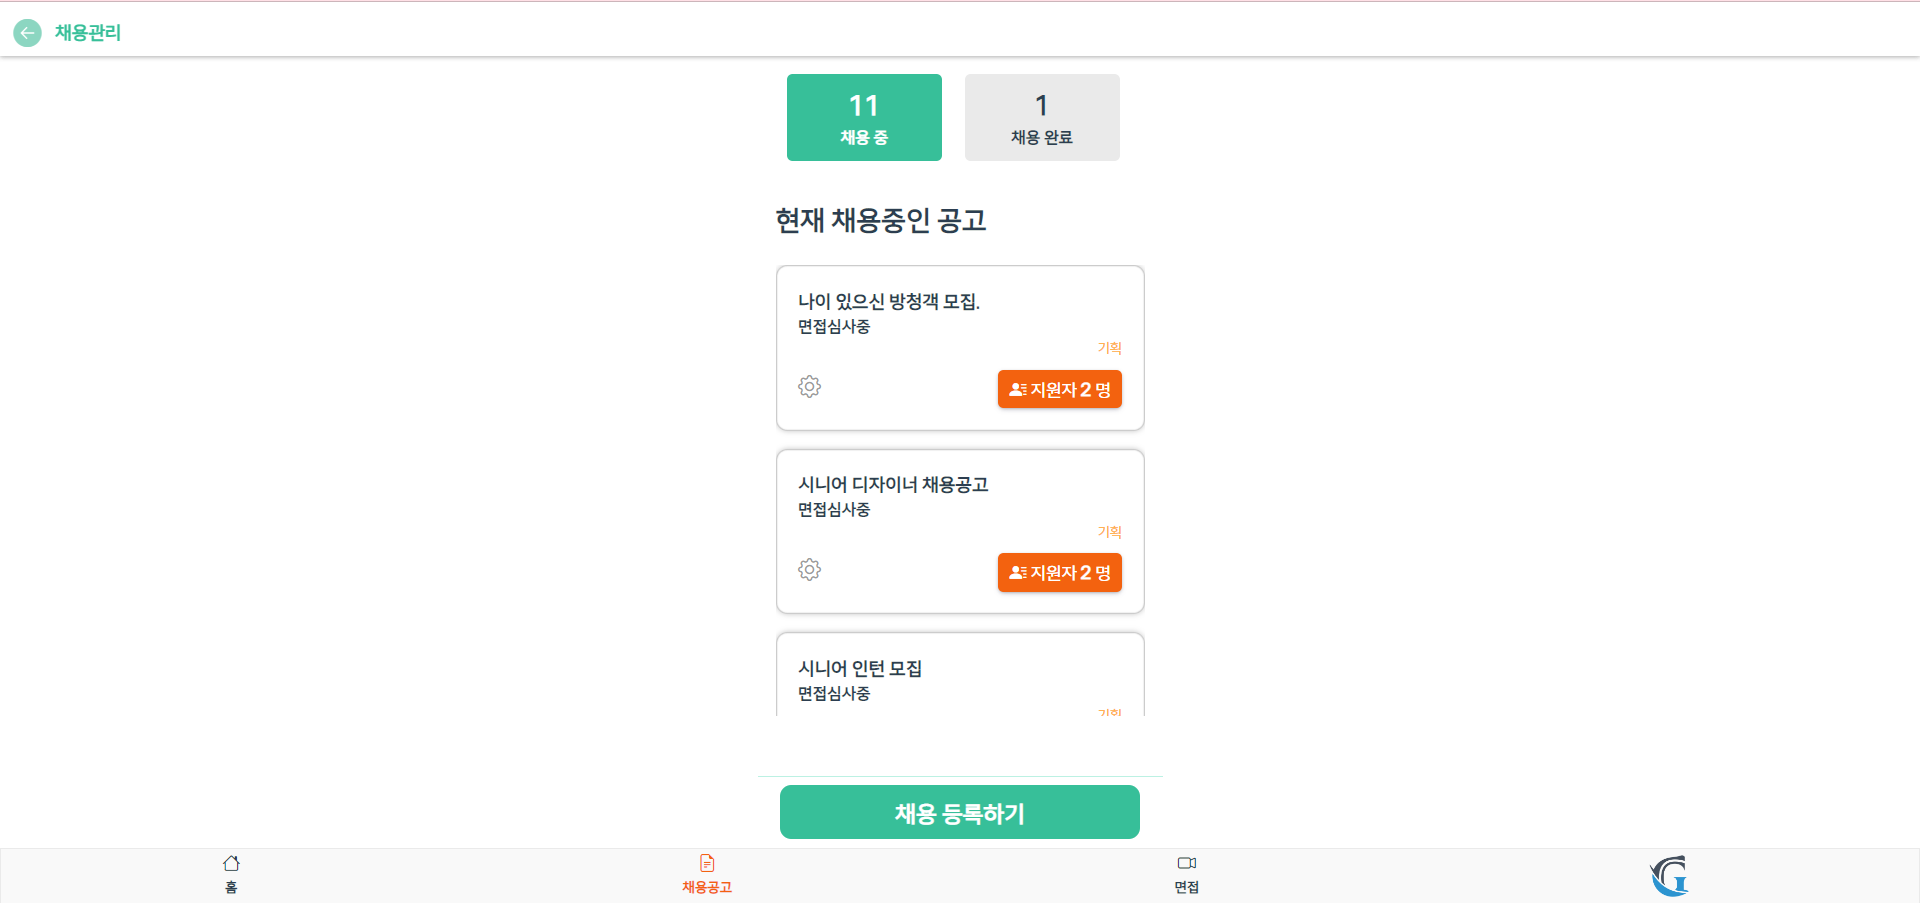 채용관리
11
채용 중
1
채용 완료
현재 채용중인 공고
나이 있으신 방청객 모집.
면접심사중
기획
지원자 2 명
시니어 디자이너 채용공고
면접심사중
기획
지원자 2 명
시니어 인턴 모집
면접심사중
기획
채용 등록하기
홈
채용공고
면접